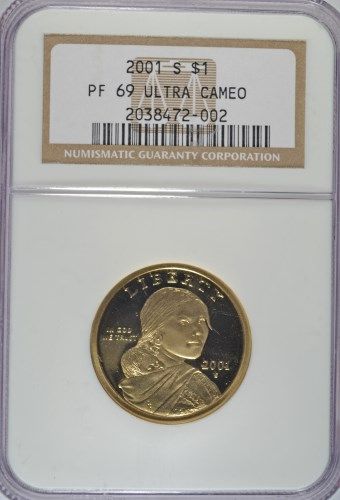 2001 S $1
PF 69 ULTRA CAMEO
2038472-002
NUMISMATIC GUARANTY CORPORATION
LIBERTY
IN GOD
WE TRUST
2001
S